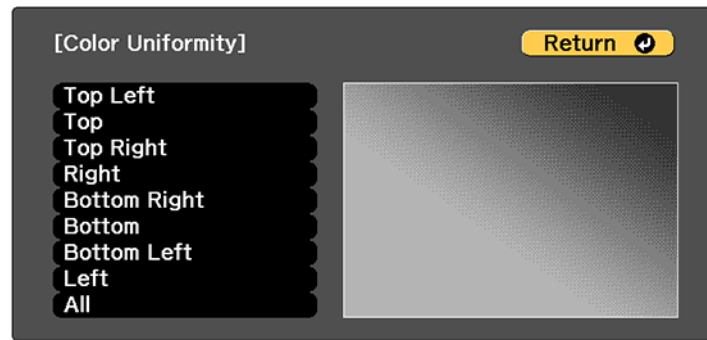 [Color Uniformity]
Return
Top Left
Top
Top Right
Right
Bottom Right
Bottom
Bottom Left
Left
All